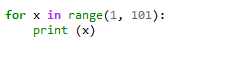 for x in range(1, 101):
    print (x)